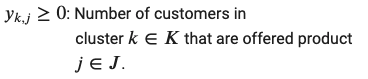 y_{k,j} ≥ 0: Number of customers in
cluster k ∈ K that are offered product
j ∈ J.